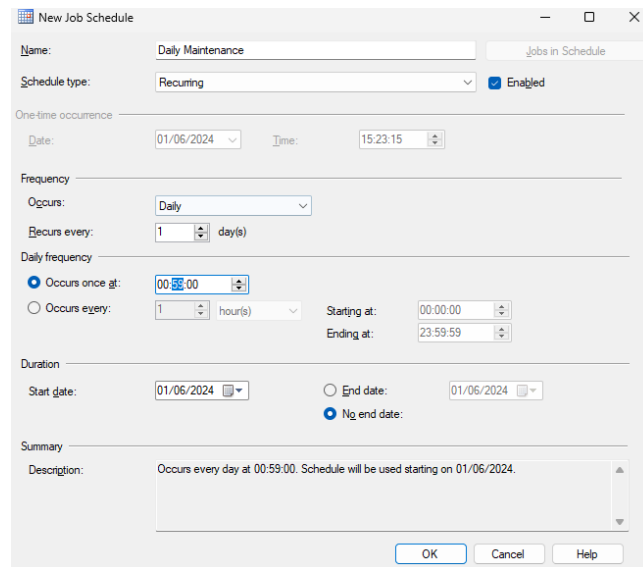 New Job Schedule
Name: Daily Maintenance Jobs in Schedule
Schedule type: Recurring Enabled
One-time occurrence
Date: 01/06/2024 Time: 15:23:15
Frequency
Occurs: Daily
Recurs every: 1 day(s)
Daily frequency
Occurs once at: 00:59:00
Occurs every: 1 hour(s) Starting at: 00:00:00
Ending at: 23:59:59
Duration
Start date: 01/06/2024 End date: 01/06/2024
No end date:
Summary
Description: Occurs every day at 00:59:00. Schedule will be used starting on 01/06/2024.
OK Cancel Help